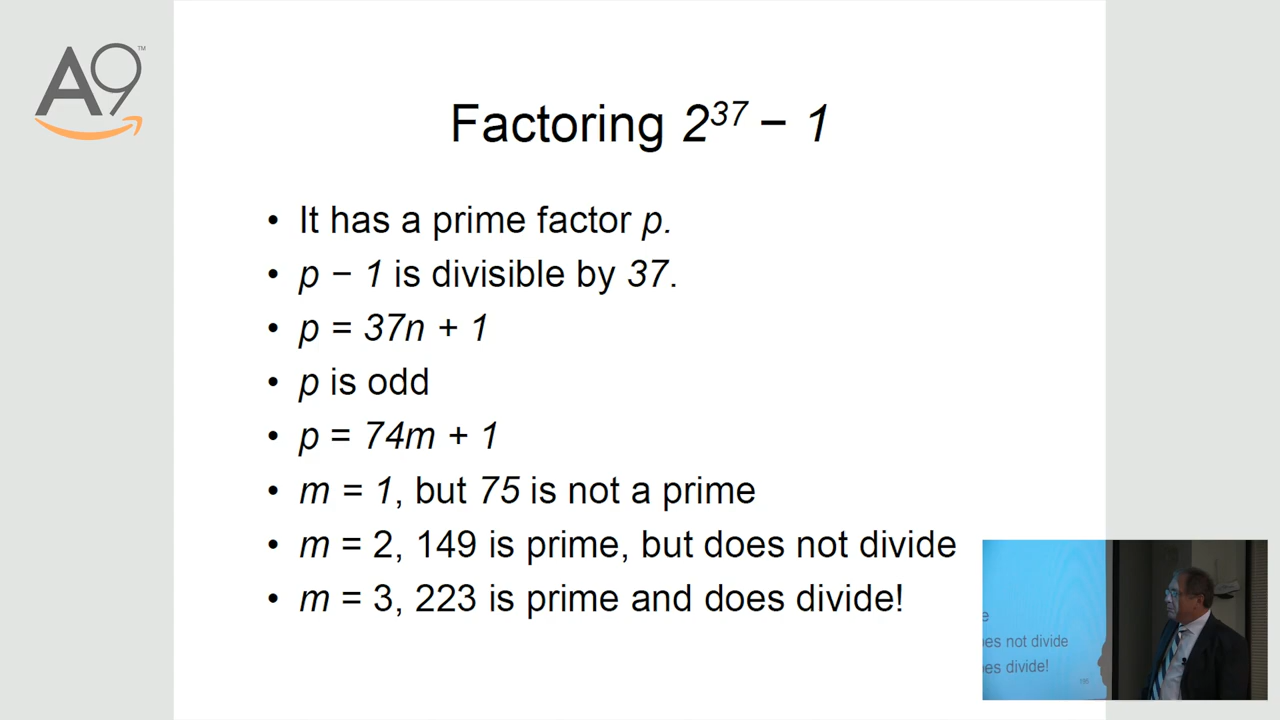 A9™
Factoring 2³⁷ − 1
• It has a prime factor p.
• p − 1 is divisible by 37.
• p = 37n + 1
• p is odd
• p = 74m + 1
• m = 1, but 75 is not a prime
• m = 2, 149 is prime, but does not divide
• m = 3, 223 is prime and does divide!
e
es not divide
es divide!